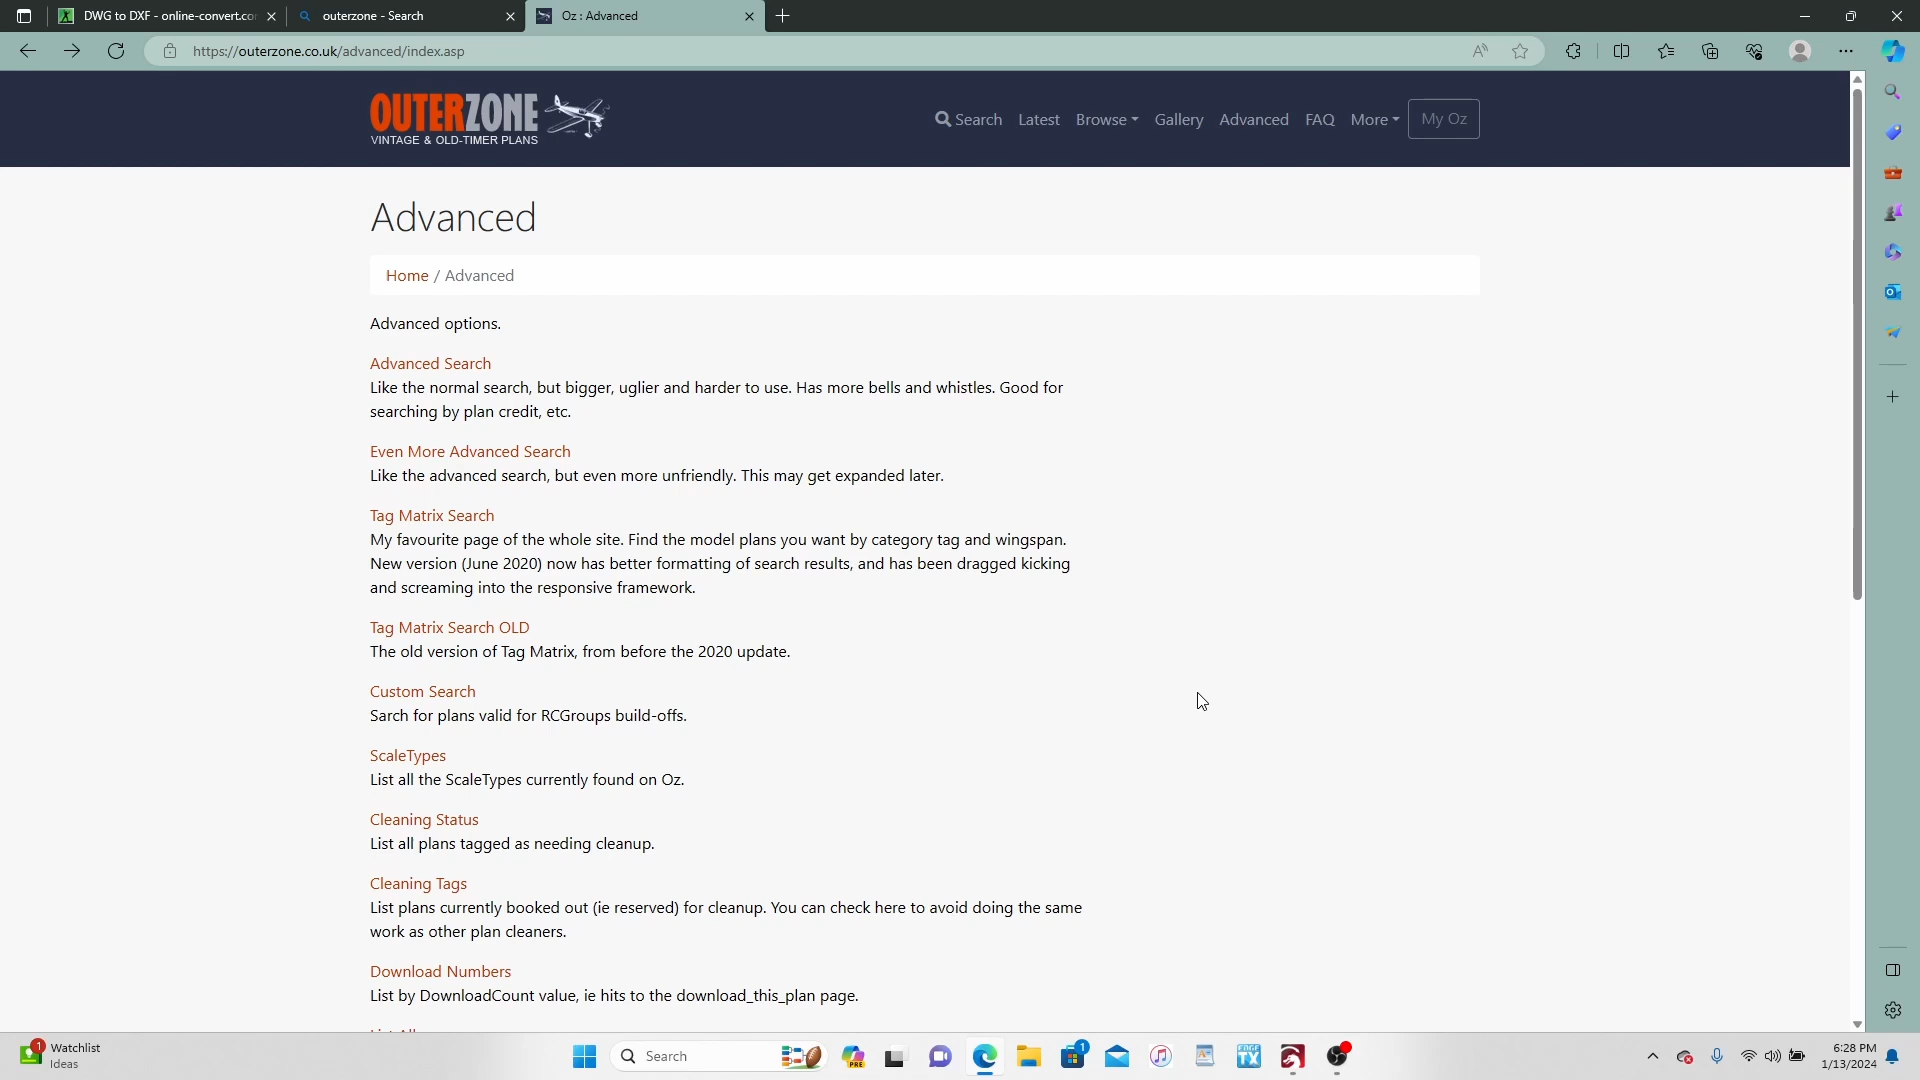 DWG to DXF - online-convert.co
outerzone - Search
Oz : Advanced
https://outerzone.co.uk/advanced/index.asp
OUTERZONE
VINTAGE & OLD-TIMER PLANS
Search Latest Browse Gallery Advanced FAQ More My Oz
Advanced
Home / Advanced
Advanced options.
Advanced Search
Like the normal search, but bigger, uglier and harder to use. Has more bells and whistles. Good for
searching by plan credit, etc.
Even More Advanced Search
Like the advanced search, but even more unfriendly. This may get expanded later.
Tag Matrix Search
My favourite page of the whole site. Find the model plans you want by category tag and wingspan.
New version (June 2020) now has better formatting of search results, and has been dragged kicking
and screaming into the responsive framework.
Tag Matrix Search OLD
The old version of Tag Matrix, from before the 2020 update.
Custom Search
Sarch for plans valid for RCGroups build-offs.
ScaleTypes
List all the ScaleTypes currently found on Oz.
Cleaning Status
List all plans tagged as needing cleanup.
Cleaning Tags
List plans currently booked out (ie reserved) for cleanup. You can check here to avoid doing the same
work as other plan cleaners.
Download Numbers
List by DownloadCount value, ie hits to the download_this_plan page.
List All
1
Watchlist
Ideas
Search
PRE
1
EDGE
TX
6:28 PM
1/13/2024